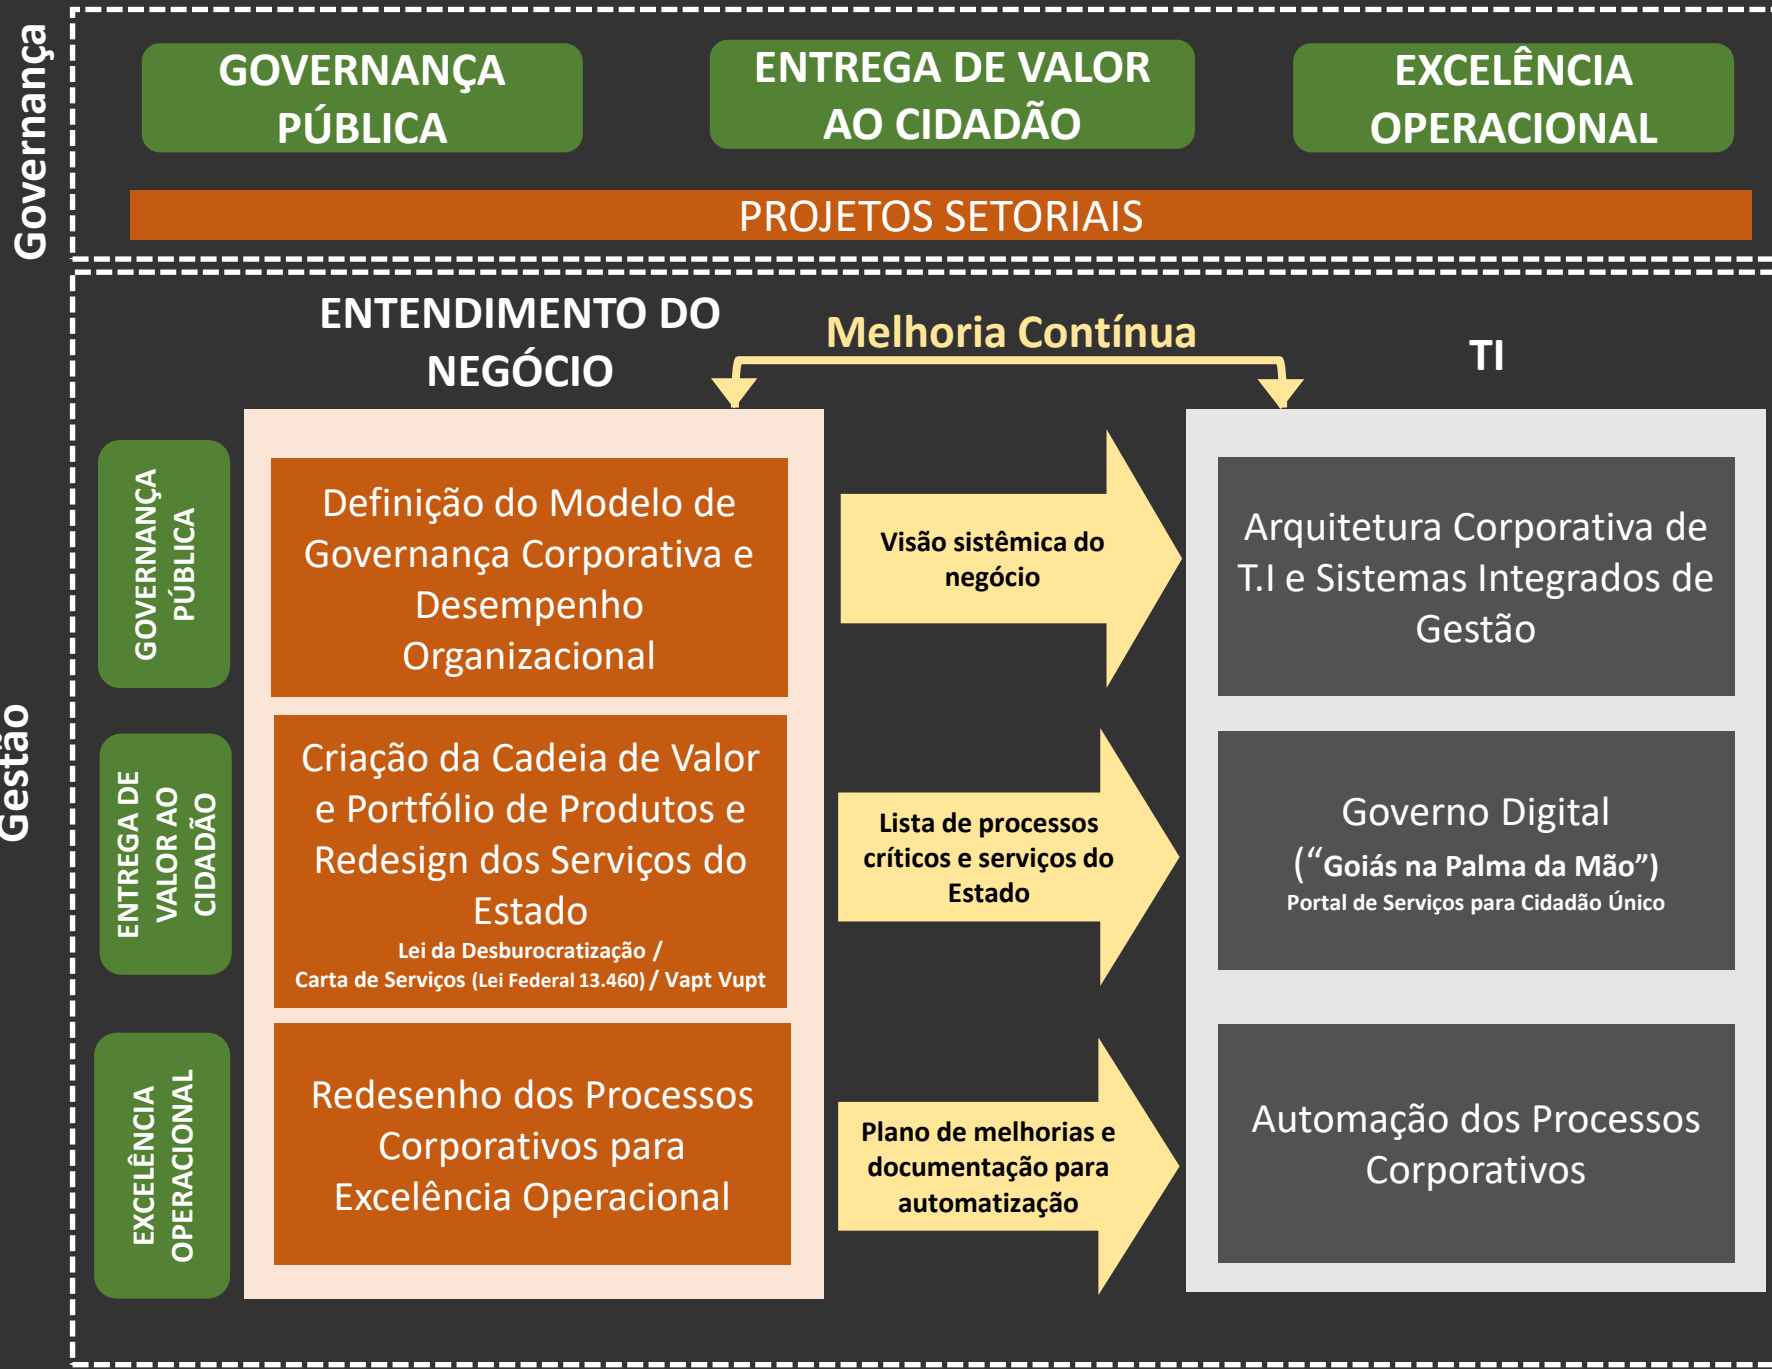 Governança
GOVERNANÇA
PÚBLICA
ENTREGA DE VALOR
AO CIDADÃO
EXCELÊNCIA
OPERACIONAL
PROJETOS SETORIAIS
Gestão
ENTENDIMENTO DO
NEGÓCIO
Melhoria Contínua
TI
GOVERNANÇA
PÚBLICA
Definição do Modelo de
Governança Corporativa e
Desempenho
Organizacional
Visão sistêmica do
negócio
Arquitetura Corporativa de
T.I e Sistemas Integrados de
Gestão
ENTREGA DE
VALOR AO
CIDADÃO
Criação da Cadeia de Valor
e Portfólio de Produtos e
Redesign dos Serviços do
Estado
Lei da Desburocratização /
Carta de Serviços (Lei Federal 13.460) / Vapt Vupt
Lista de processos
críticos e serviços do
Estado
Governo Digital
(“Goiás na Palma da Mão”)
Portal de Serviços para Cidadão Único
EXCELÊNCIA
OPERACIONAL
Redesenho dos Processos
Corporativos para
Excelência Operacional
Plano de melhorias e
documentação para
automatização
Automação dos Processos
Corporativos